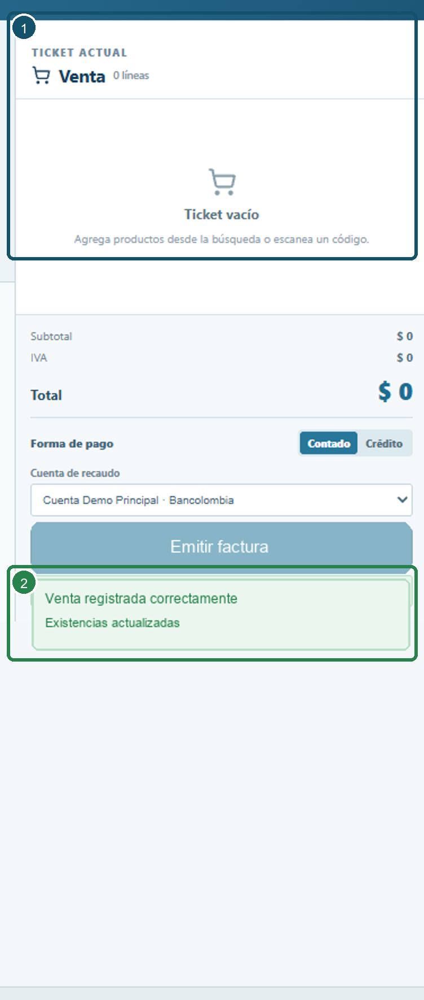 1
TICKET ACTUAL
Venta 0 líneas
Ticket vacío
Agrega productos desde la búsqueda o escanea un código.
Subtotal $ 0
IVA $ 0
Total $ 0
Forma de pago Contado Crédito
Cuenta de recaudo
Cuenta Demo Principal · Bancolombia
Emitir factura
2
Venta registrada correctamente
Existencias actualizadas